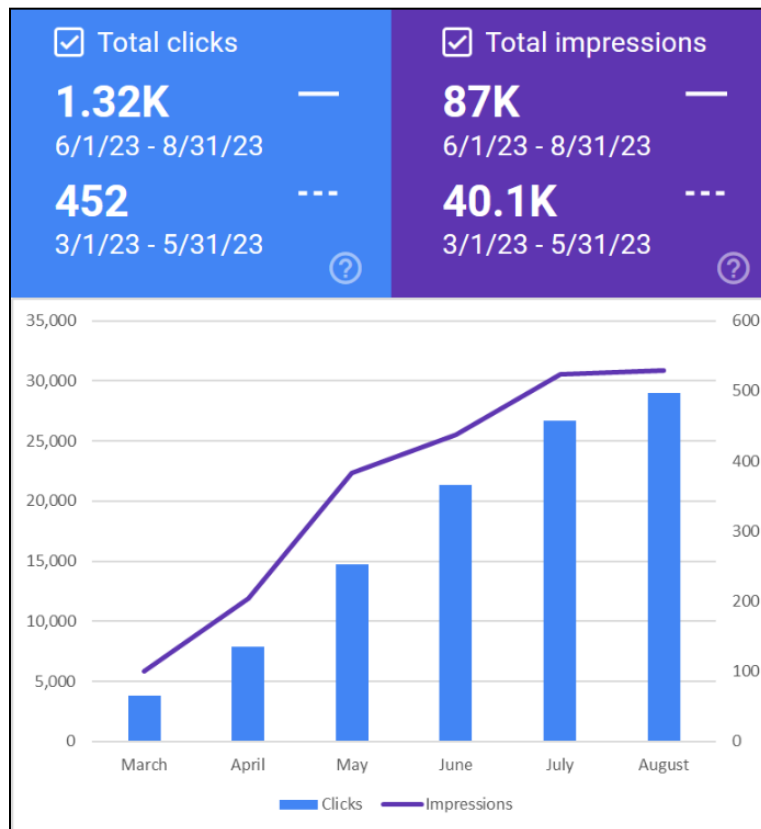 Total clicks
1.32K
6/1/23 - 8/31/23
452
3/1/23 - 5/31/23
?
Total impressions
87K
6/1/23 - 8/31/23
40.1K
3/1/23 - 5/31/23
?
35,000
30,000
25,000
20,000
15,000
10,000
5,000
0
600
500
400
300
200
100
0
March April May June July August
Clicks Impressions